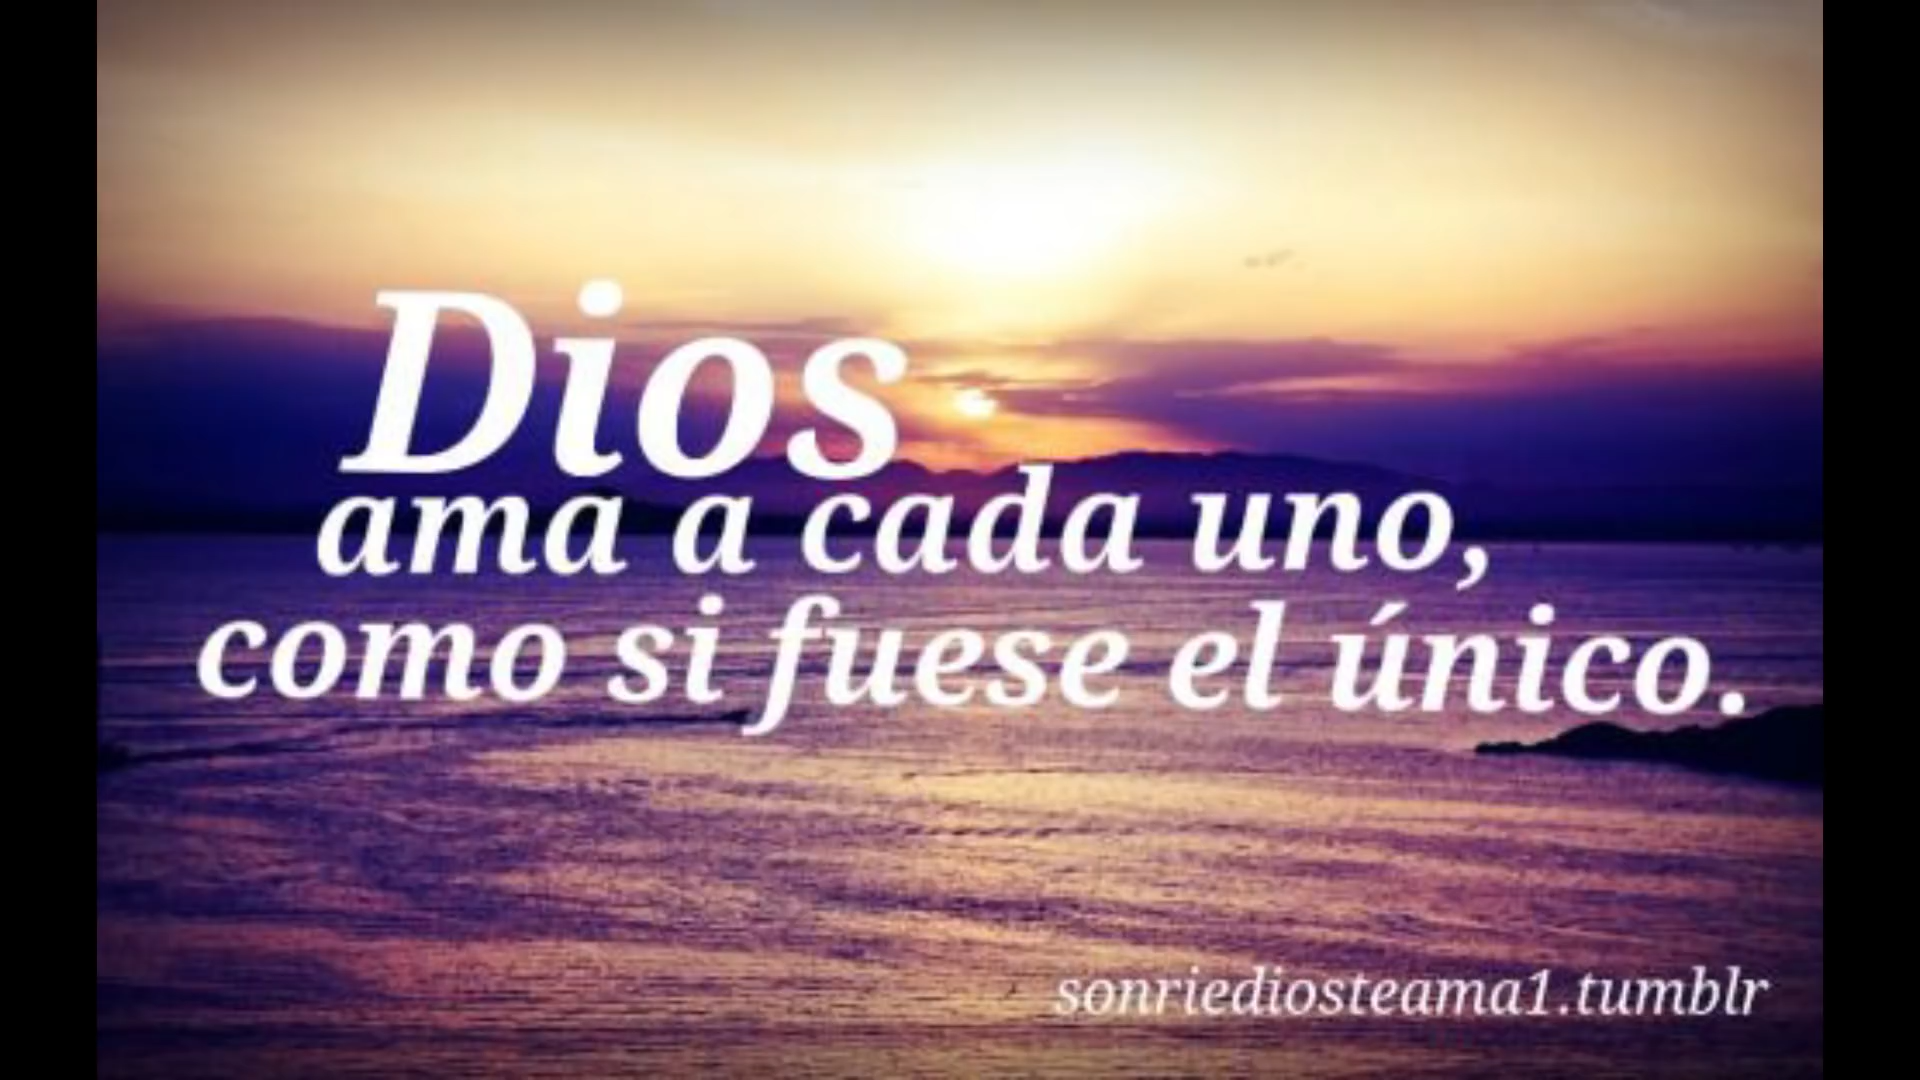 Dios
ama a cada uno,
como si fuese el único.
sonriediosteama1.tumblr